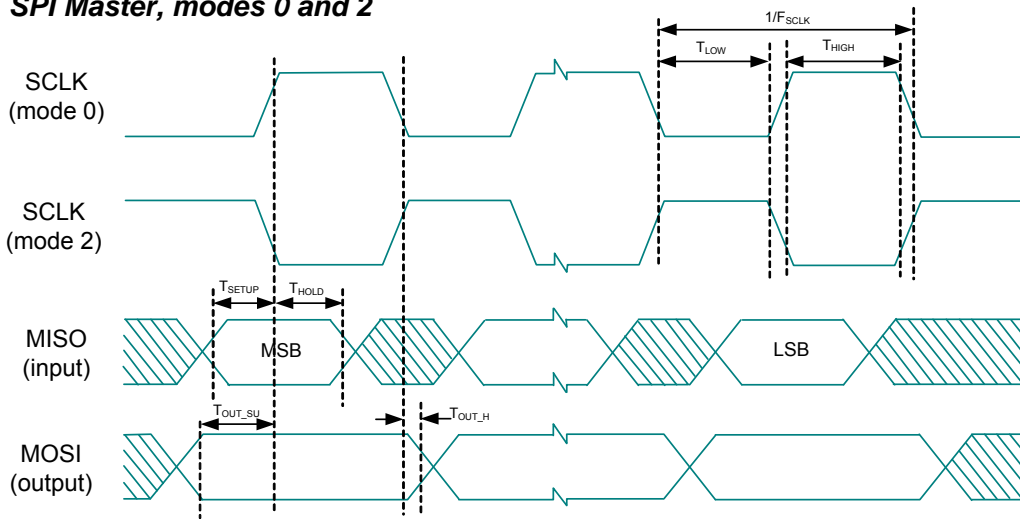 SPI Master, modes 0 and 2
1/FSCLK
TLOW
THIGH
SCLK
(mode 0)
SCLK
(mode 2)
TSETUP
THOLD
MISO
(input)
MSB
LSB
TOUT_SU
TOUT_H
MOSI
(output)